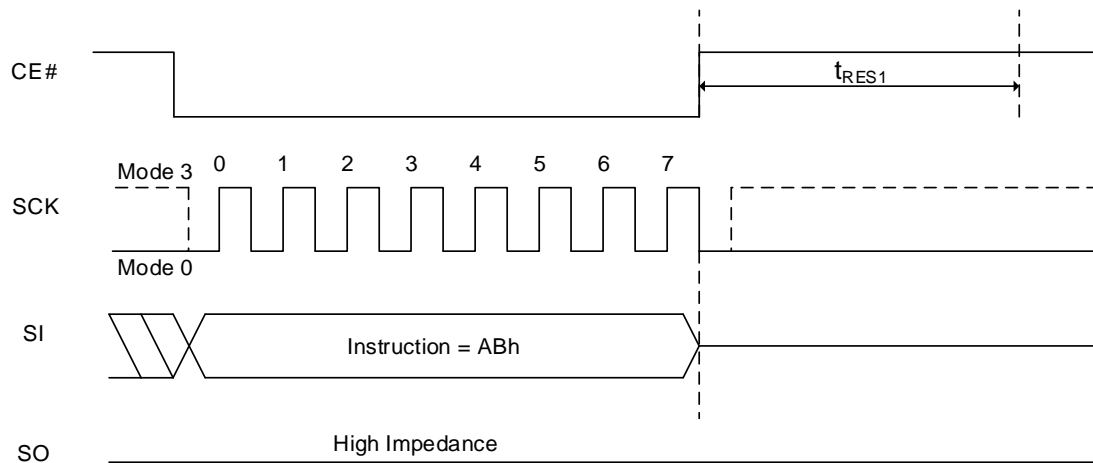 CE#
tRES1
Mode 3
0 1 2 3 4 5 6 7
SCK
Mode 0
SI
Instruction = ABh
High Impedance
SO